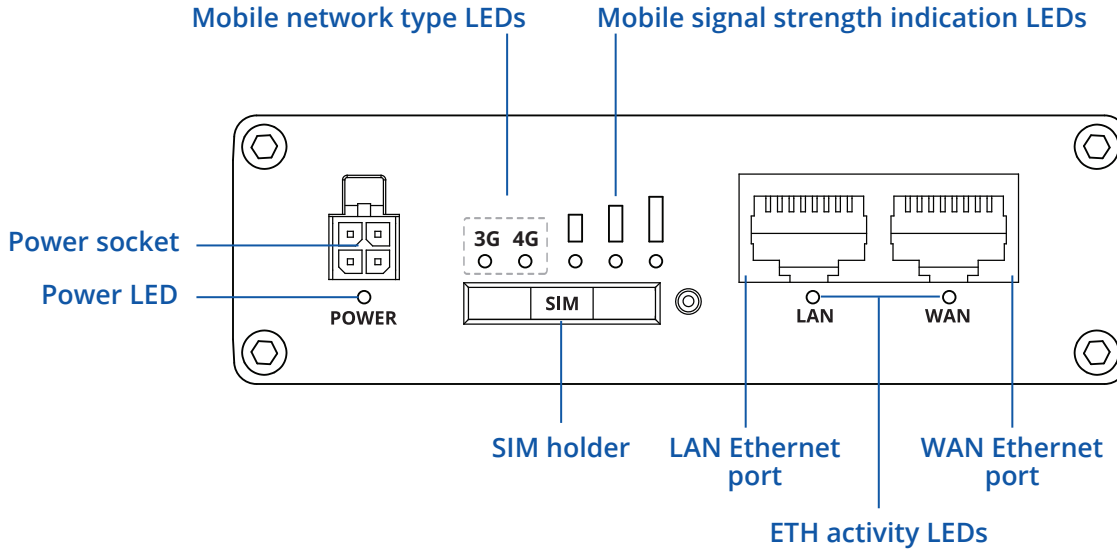 Mobile network type LEDs
Mobile signal strength indication LEDs
Power socket
3G 4G
Power LED
POWER
SIM
LAN
WAN
SIM holder
LAN Ethernet
port
WAN Ethernet
port
ETH activity LEDs